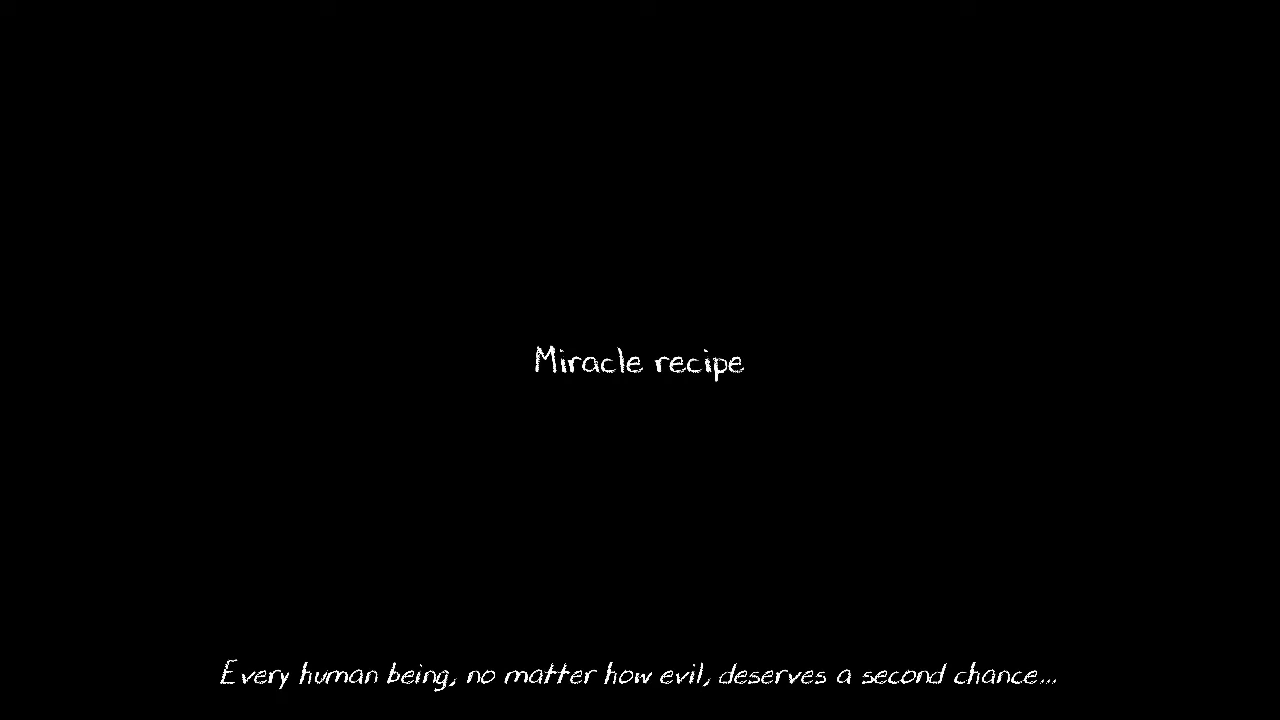 Miracle recipe
Every human being, no matter how evil, deserves a second chance...